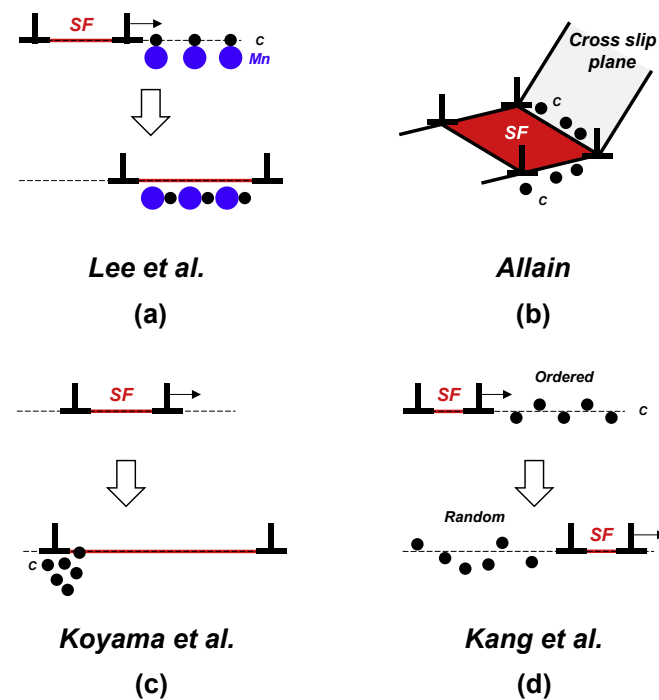 SF
C
Mn
Lee et al.
(a)
Cross slip
plane
C
SF
C
Allain
(b)
SF
C
Koyama et al.
(c)
Ordered
SF
C
Random
SF
Kang et al.
(d)